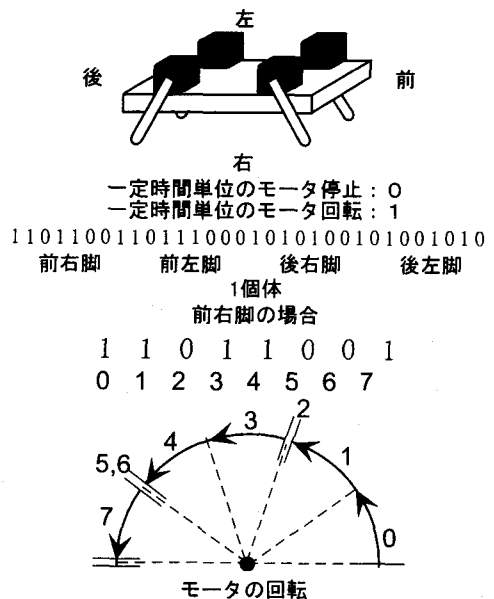 左
後 前
右
一定時間単位のモータ停止：0
一定時間単位のモータ回転：1
11011001101110001010100101001010
前右脚 前左脚 後右脚 後左脚
1個体
前右脚の場合
1 1 0 1 1 0 0 1
0 1 2 3 4 5 6 7
2
3
4
1
5,6
7
0
モータの回転